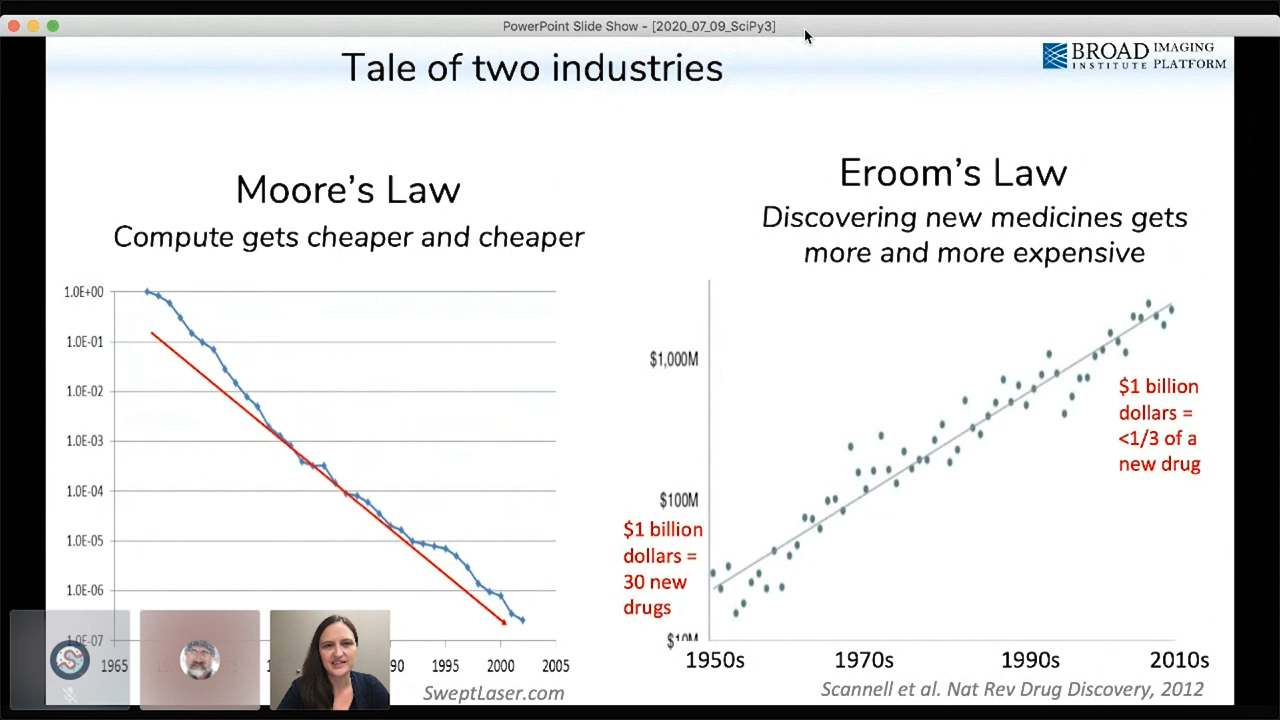 PowerPoint Slide Show - [2020_07_09_SciPy3]
Tale of two industries
BROAD
INSTITUTE
IMAGING
PLATFORM
Moore's Law
Compute gets cheaper and cheaper
1.0E+00
1.0E-01
1.0E-02
1.0E-03
1.0E-04
1.0E-05
1.0E-06
1.0E-07
1965
1995
2000
2005
SweptLaser.com
Eroom's Law
Discovering new medicines gets
more and more expensive
$1,000M
$100M
$10M
$1 billion
dollars =
30 new
drugs
$1 billion
dollars =
<1/3 of a
new drug
1950s
1970s
1990s
2010s
Scannell et al. Nat Rev Drug Discovery, 2012